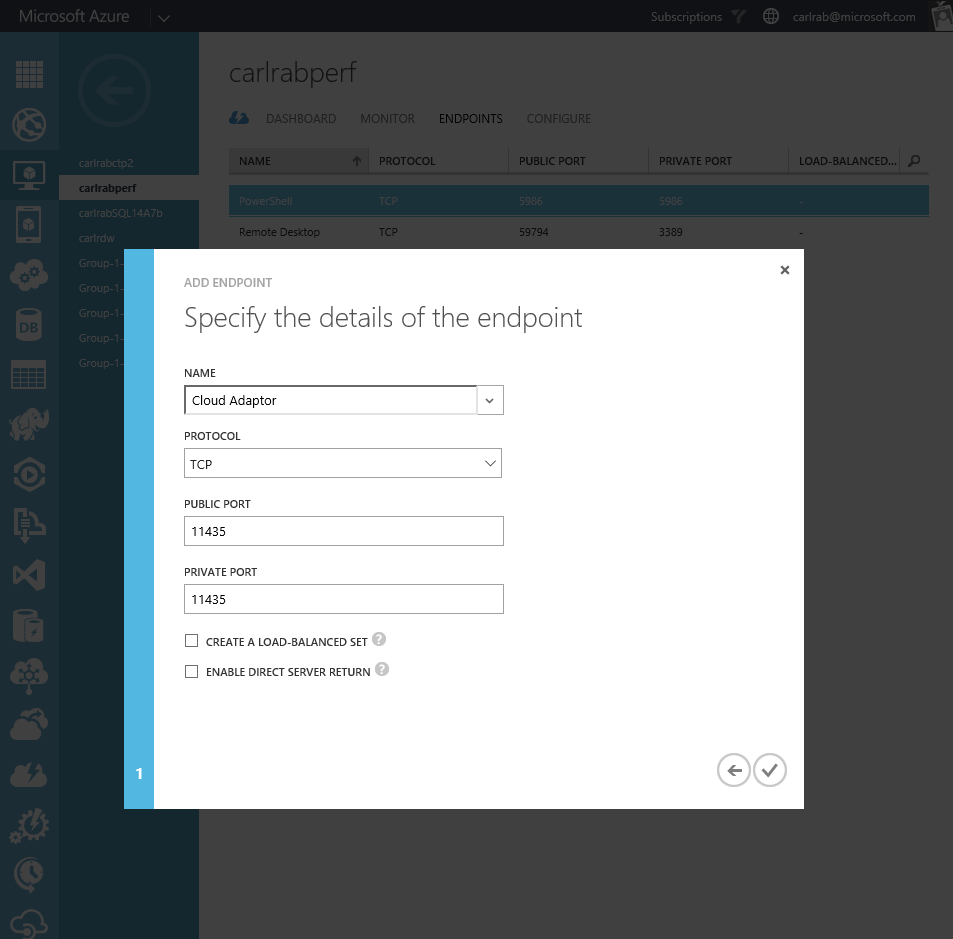 Microsoft Azure
Subscriptions
carlrab@microsoft.com
carlrabctp2
carlrabperf
carlrabSQL14A7b
carlrdw
Group-1-
Group-1-
Group-1-
Group-1-
Group-1-
DB
carlrabperf
DASHBOARD MONITOR ENDPOINTS CONFIGURE
NAME PROTOCOL PUBLIC PORT PRIVATE PORT LOAD-BALANCED...
PowerShell TCP 5986 5986 -
Remote Desktop TCP 59794 3389 -
ADD ENDPOINT
Specify the details of the endpoint
NAME
Cloud Adaptor
PROTOCOL
TCP
PUBLIC PORT
11435
PRIVATE PORT
11435
CREATE A LOAD-BALANCED SET ?
ENABLE DIRECT SERVER RETURN ?
1